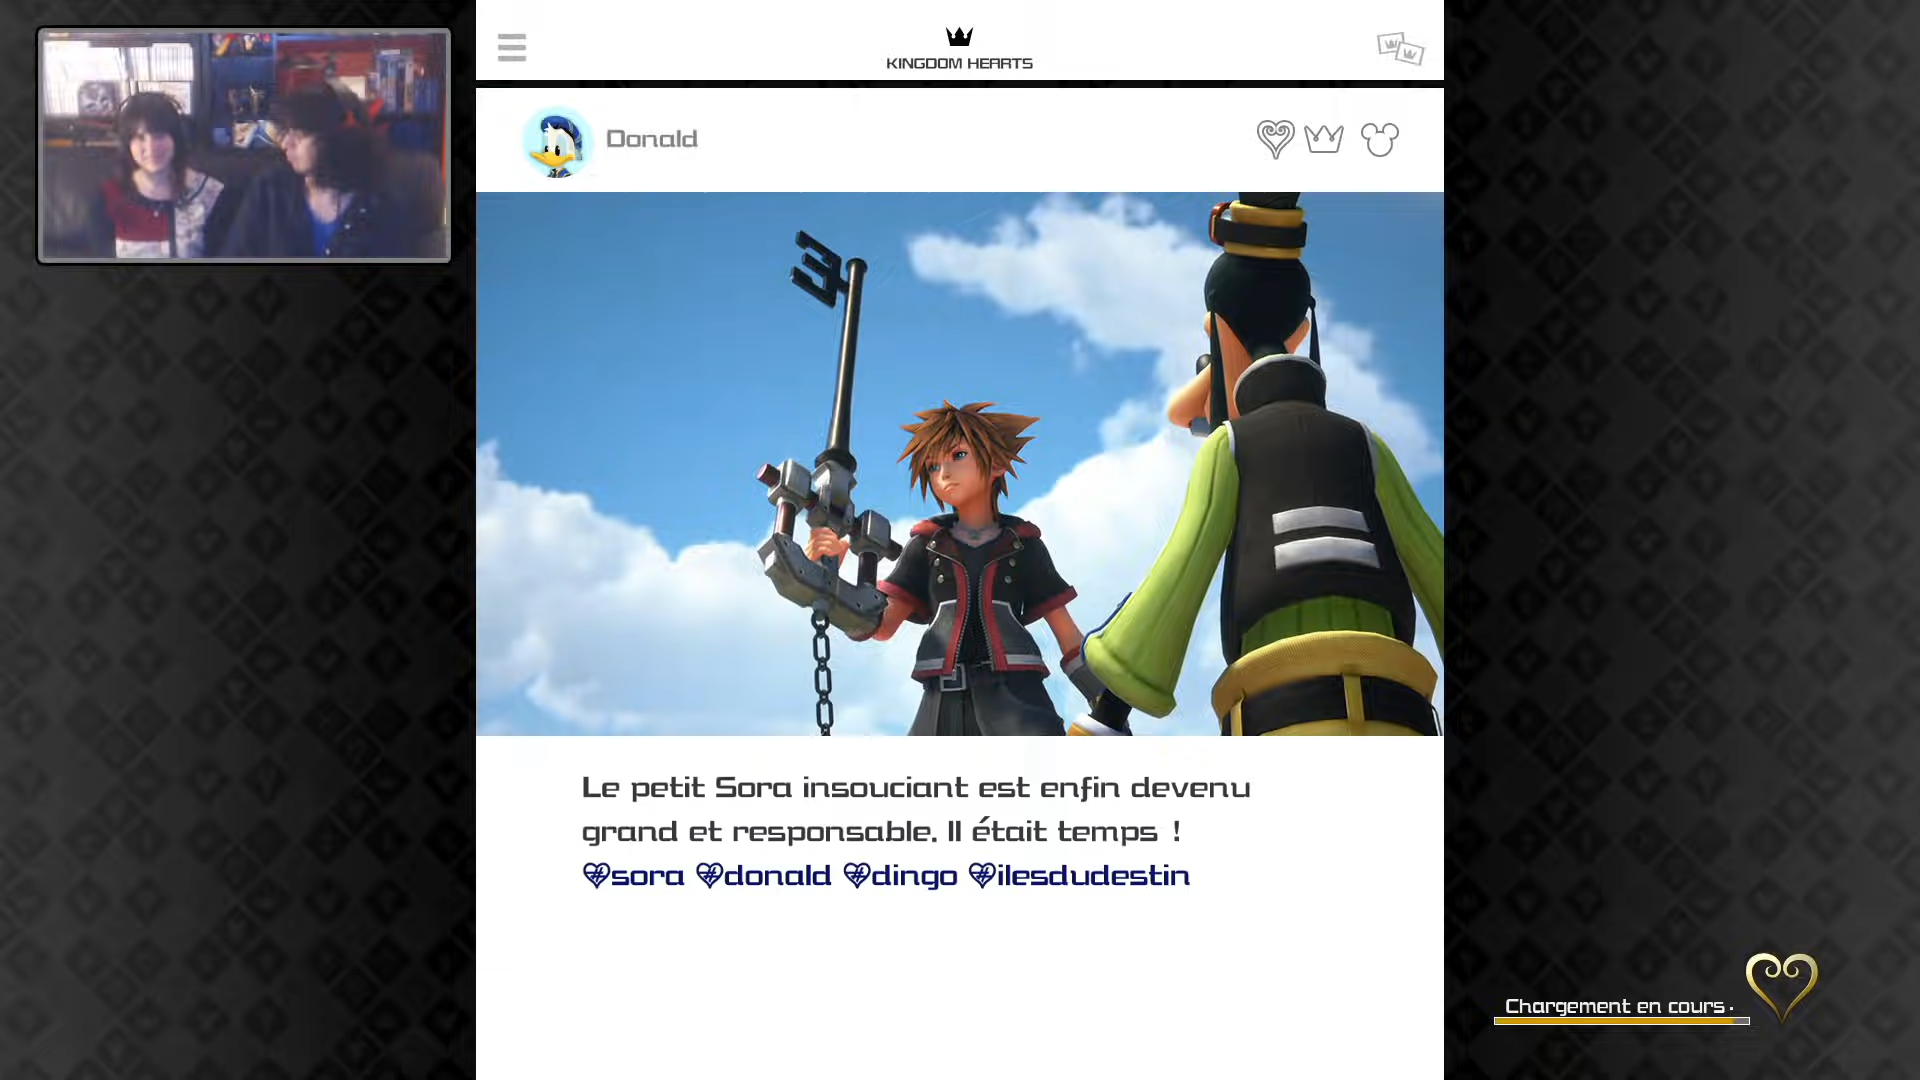 KINGDOM HEARTS
Donald
Le petit Sora insouciant est enfin devenu
grand et responsable. Il était temps !
#sora #donald #dingo #ilesdudestin
Chargement en cours .